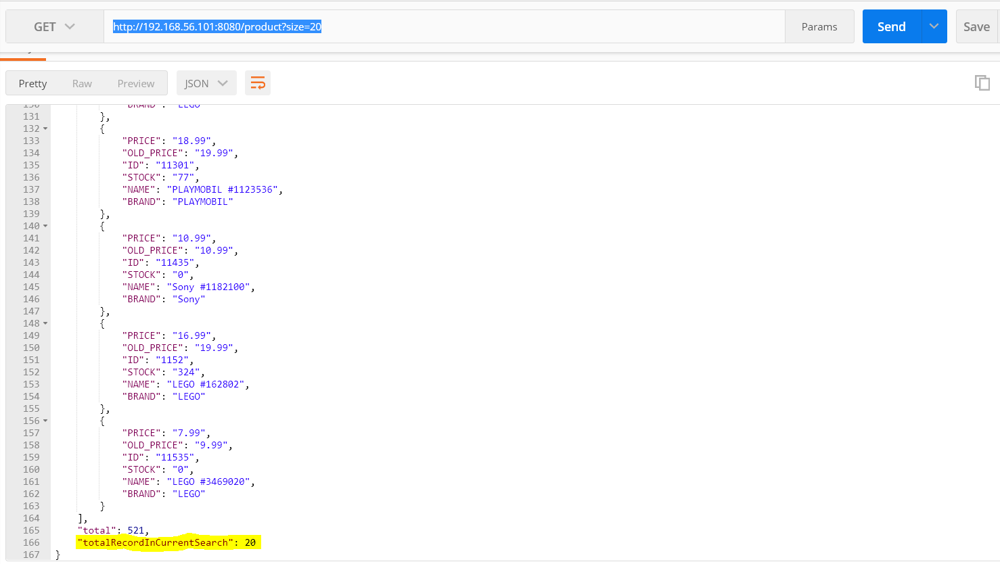 GET http://192.168.56.101:8080/product?size=20 Params Send Save
Pretty Raw Preview JSON
130 "BRAND": "LEGO"
131 },
132 {
133 "PRICE": "18.99",
134 "OLD_PRICE": "19.99",
135 "ID": "11301",
136 "STOCK": "77",
137 "NAME": "PLAYMOBIL #1123536",
138 "BRAND": "PLAYMOBIL"
139 },
140 {
141 "PRICE": "10.99",
142 "OLD_PRICE": "10.99",
143 "ID": "11435",
144 "STOCK": "0",
145 "NAME": "Sony #1182100",
146 "BRAND": "Sony"
147 },
148 {
149 "PRICE": "16.99",
150 "OLD_PRICE": "19.99",
151 "ID": "1152",
152 "STOCK": "324",
153 "NAME": "LEGO #162802",
154 "BRAND": "LEGO"
155 },
156 {
157 "PRICE": "7.99",
158 "OLD_PRICE": "9.99",
159 "ID": "11535",
160 "STOCK": "0",
161 "NAME": "LEGO #3469020",
162 "BRAND": "LEGO"
163 }
164 ],
165 "total": 521,
166 "totalRecordInCurrentSearch": 20
167 }